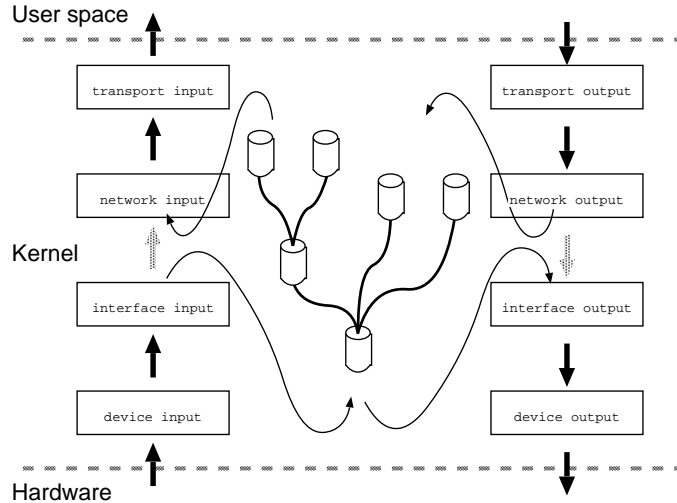 User space
transport input
transport output
network input
network output
Kernel
interface input
interface output
device input
device output
Hardware